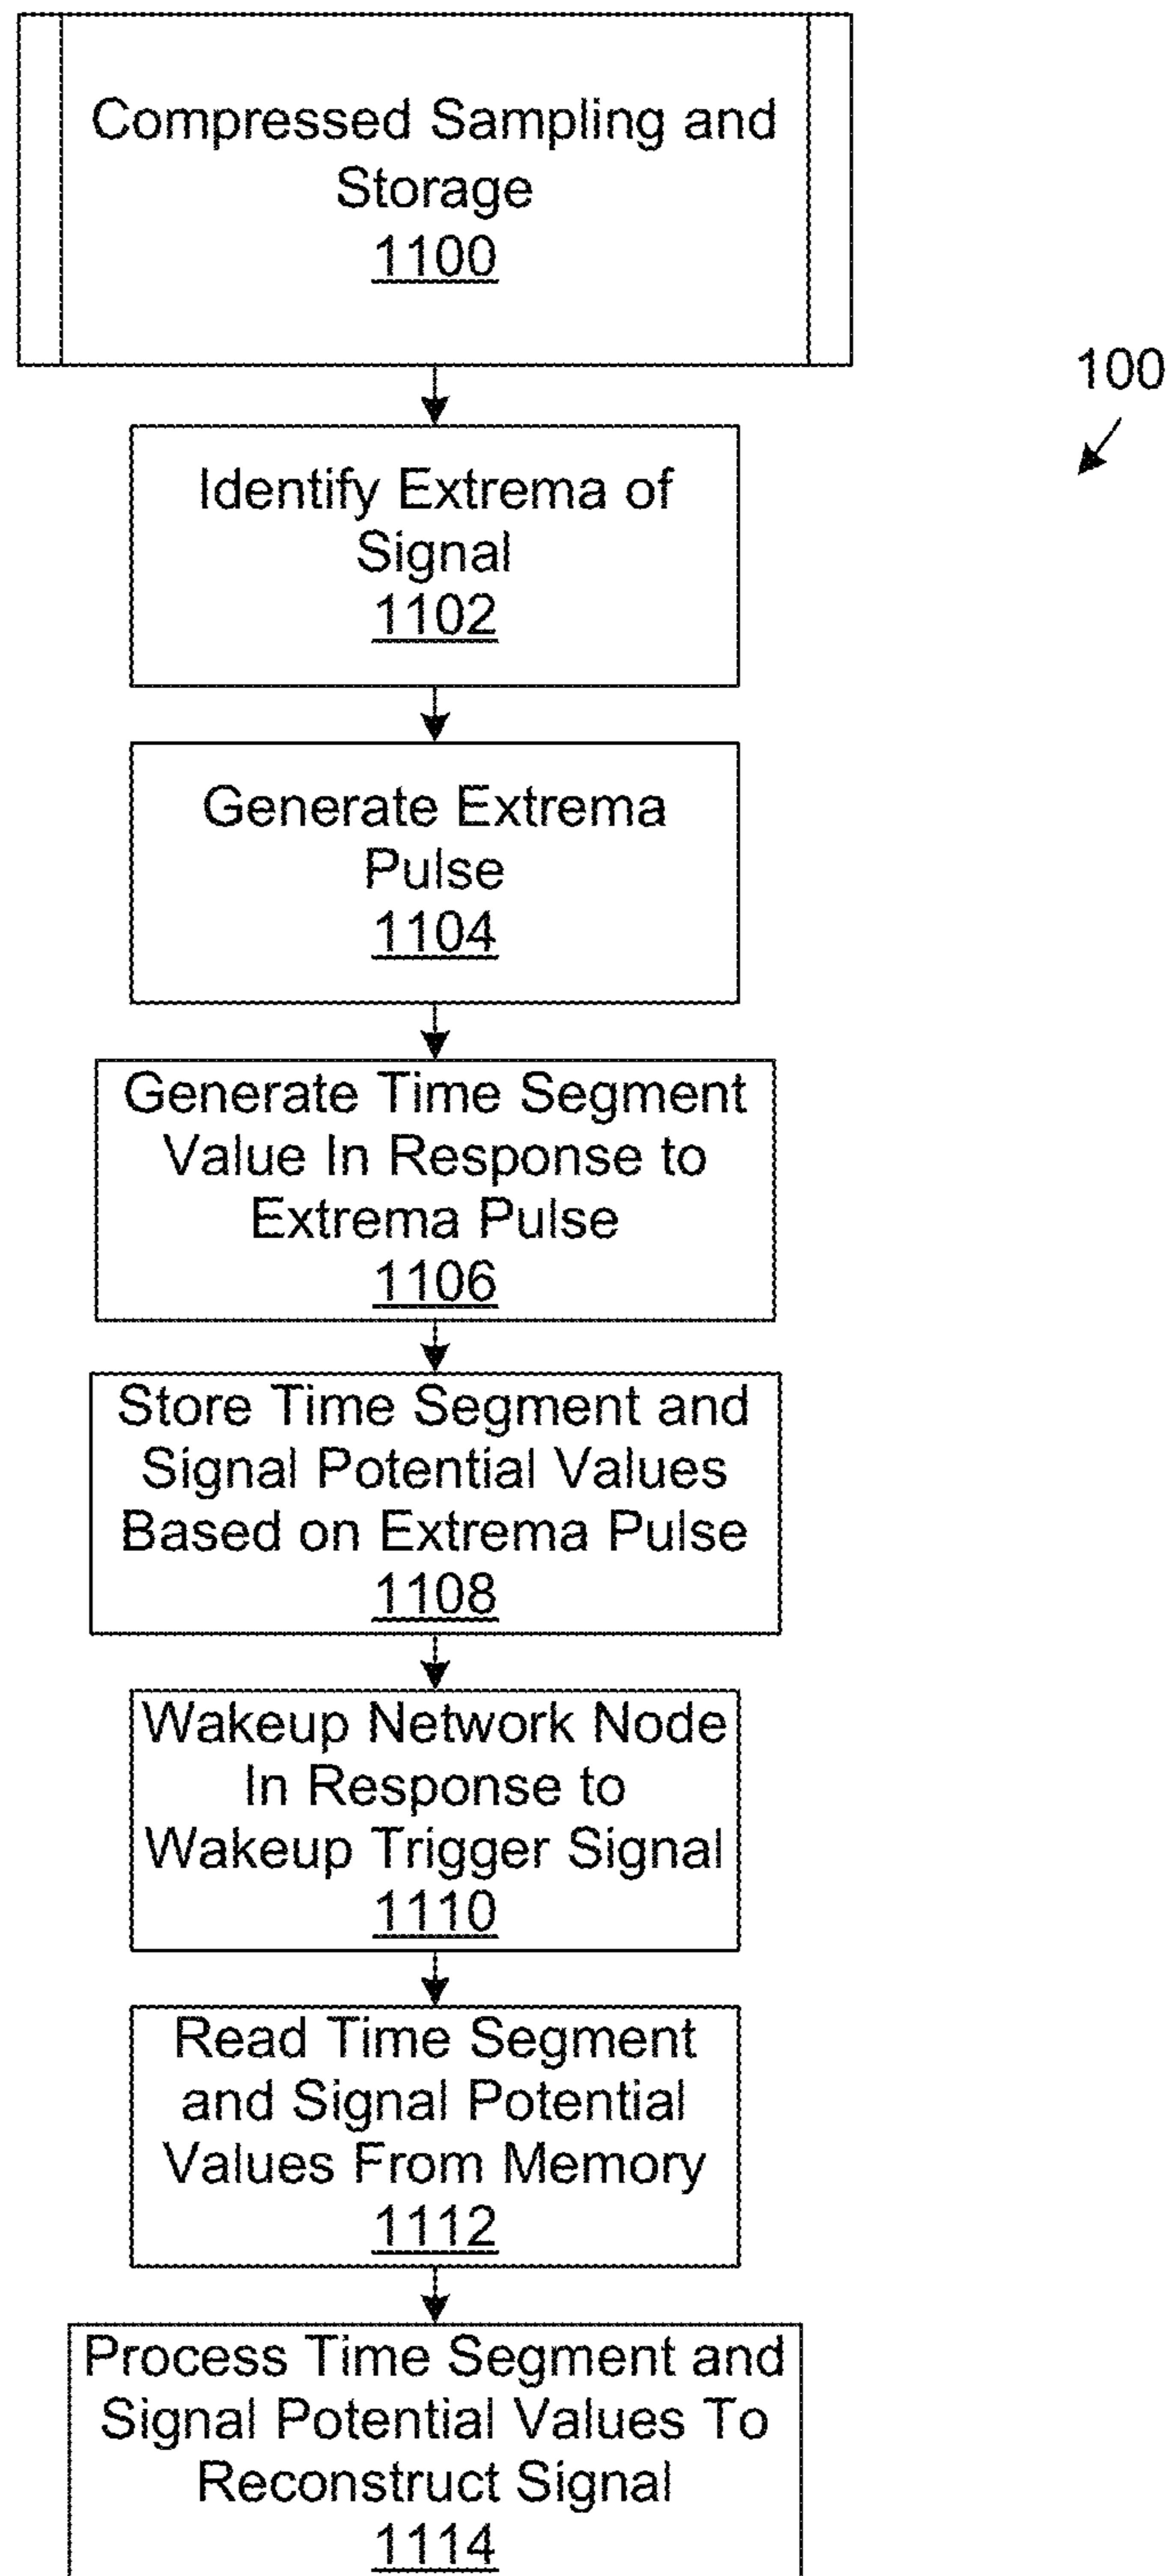 Compressed Sampling and
Storage
1100
100
Identify Extrema of
Signal
1102
Generate Extrema
Pulse
1104
Generate Time Segment
Value In Response to
Extrema Pulse
1106
Store Time Segment and
Signal Potential Values
Based on Extrema Pulse
1108
Wakeup Network Node
In Response to
Wakeup Trigger Signal
1110
Read Time Segment
and Signal Potential
Values From Memory
1112
Process Time Segment and
Signal Potential Values To
Reconstruct Signal
1114